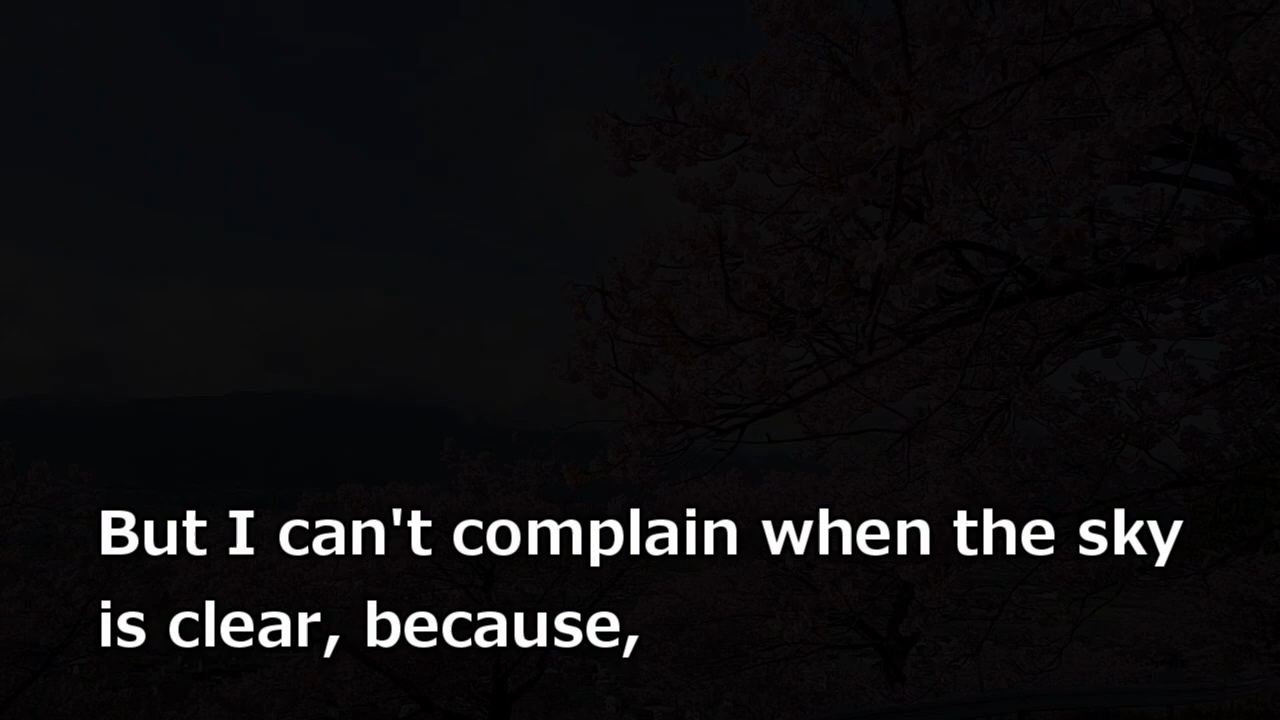 But I can't complain when the sky
is clear, because,